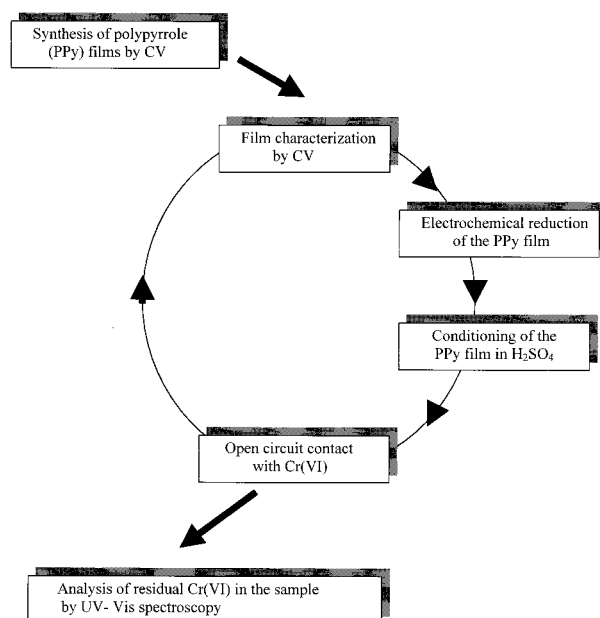 Synthesis of polypyrrole
(PPy) films by CV
Film characterization
by CV
Electrochemical reduction
of the PPy film
Conditioning of the
PPy film in H₂SO₄
Open circuit contact
with Cr(VI)
Analysis of residual Cr(VI) in the sample
by UV- Vis spectroscopy